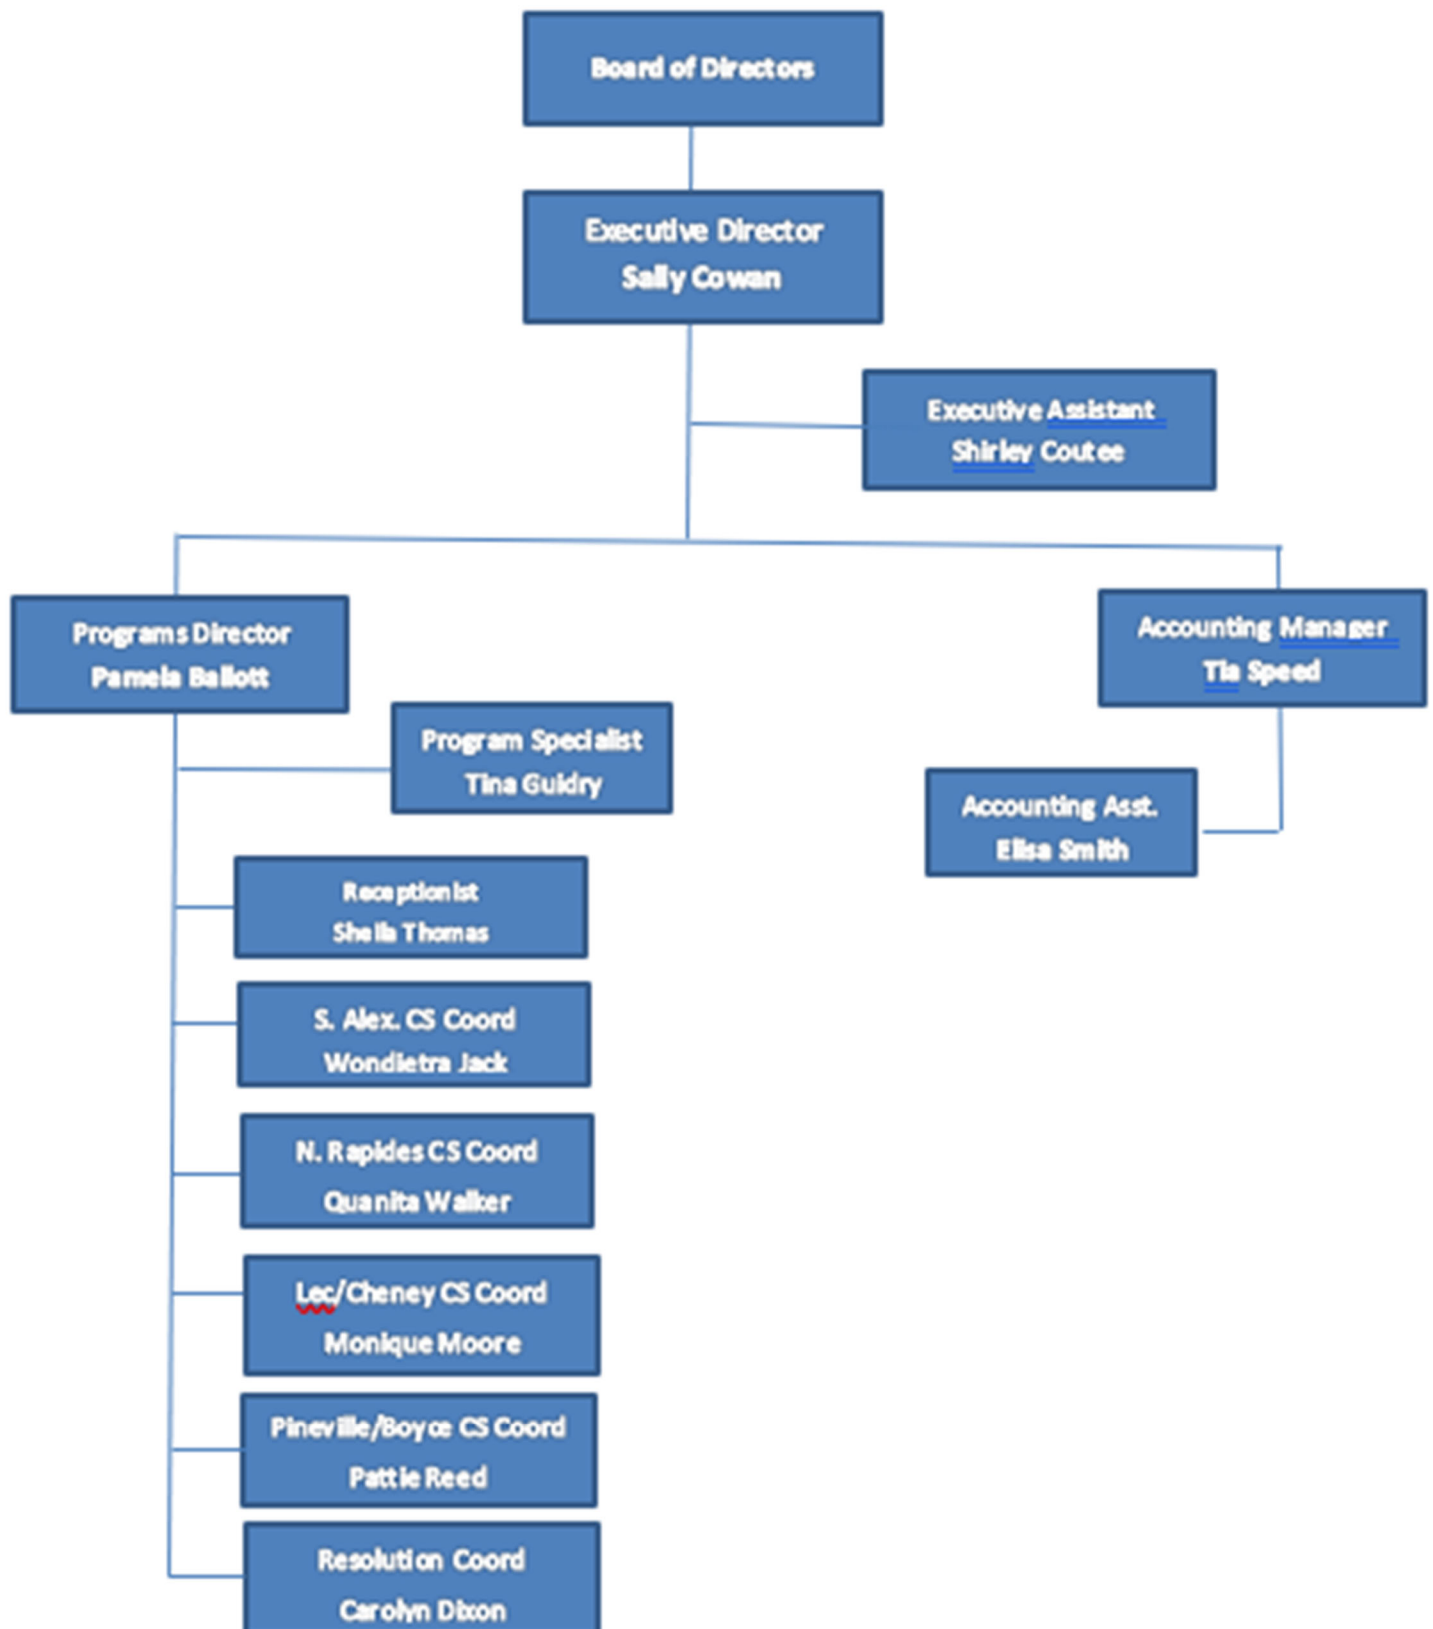 Board of Directors
Executive Director
Sally Cowan
Executive Assistant
Shirley Coutee
Programs Director
Pamela Ballott
Accounting Manager
Tia Speed
Program Specialist
Tina Guidry
Accounting Asst.
Elisa Smith
Receptionist
Sheila Thomas
S. Alex. CS Coord
Wondietra Jack
N. Rapides CS Coord
Quanita Walker
Lec/Cheney CS Coord
Monique Moore
Pineville/Boyce CS Coord
Pattie Reed
Resolution Coord
Carolyn Dixon